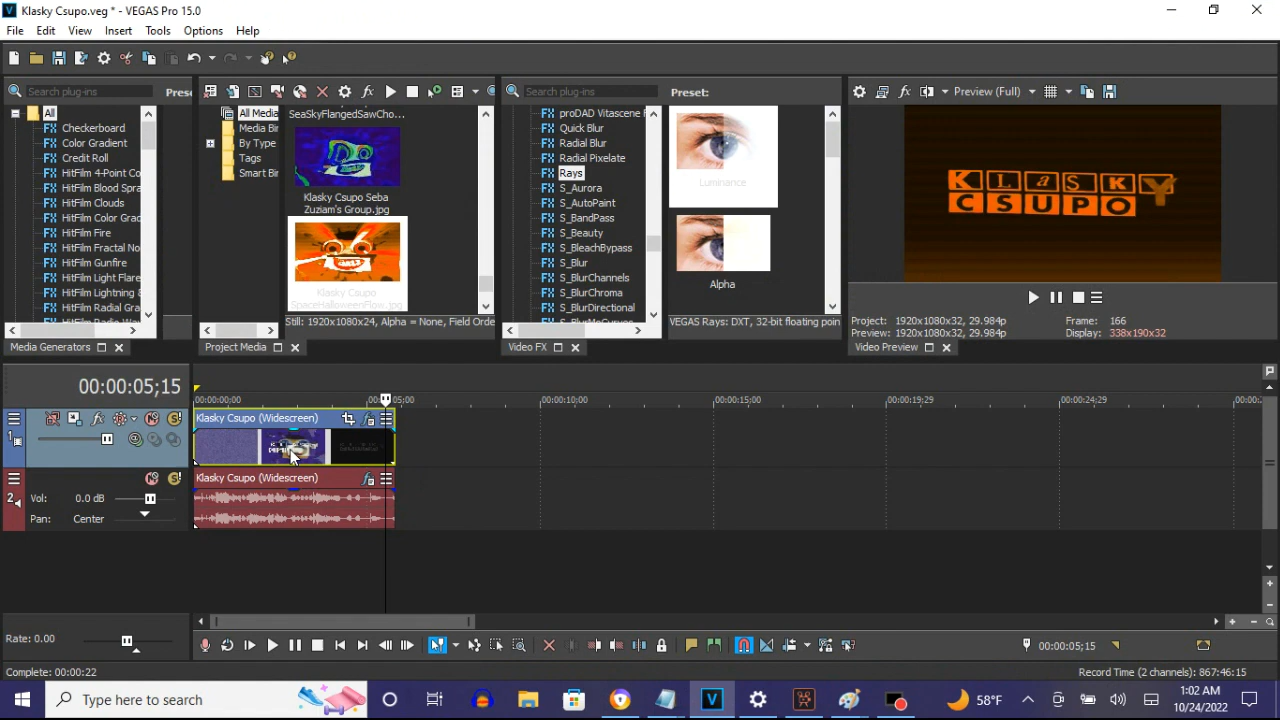 Klasky Csupo.veg * - VEGAS Pro 15.0
File Edit View Insert Tools Options Help
Search plug-ins Prese
All
Checkerboard
Color Gradient
Credit Roll
HitFilm 4-Point Co
HitFilm Blood Spra
HitFilm Clouds
HitFilm Color Grad
HitFilm Fire
HitFilm Fractal No
HitFilm Gunfire
HitFilm Light Flare
HitFilm Lightning &
HitFilm Radial Gra
Media Generators
All Media
Media Bin
By Type
Tags
Smart Bin
SeaSkyFlangedSawCho...
Klasky Csupo Seba
Zuziam's Group.jpg
Klasky Csupo
SpaceHalloweenFlow.jpg
Still: 1920x1080x24, Alpha = None, Field Orde
Project Media
Search plug-ins Preset:
proDAD Vitascene
Quick Blur
Radial Blur
Radial Pixelate
Rays
S_Aurora
S_AutoPaint
S_BandPass
S_Beauty
S_BleachBypass
S_Blur
S_BlurChannels
S_BlurChroma
S_BlurDirectional
Luminance
Alpha
VEGAS Rays: DXT, 32-bit floating poin
Video FX
Preview (Full)
KLaSKY
CSUPO
Project: 1920x1080x32, 29.984p Frame: 166
Preview: 1920x1080x32, 29.984p Display: 338x190x32
Video Preview
00:00:05;15
00:00:00;00 00:00:05;00 00:00:10;00 00:00:15;00 00:00:19;29 00:00:24;29
1 Klasky Csupo (Widescreen)
2 Klasky Csupo (Widescreen)
Vol: 0.0 dB
Pan: Center
Rate: 0.00
00:00:05;15
Complete: 00:00:22 Record Time (2 channels): 867:46:15
Type here to search
58°F
1:02 AM
10/24/2022